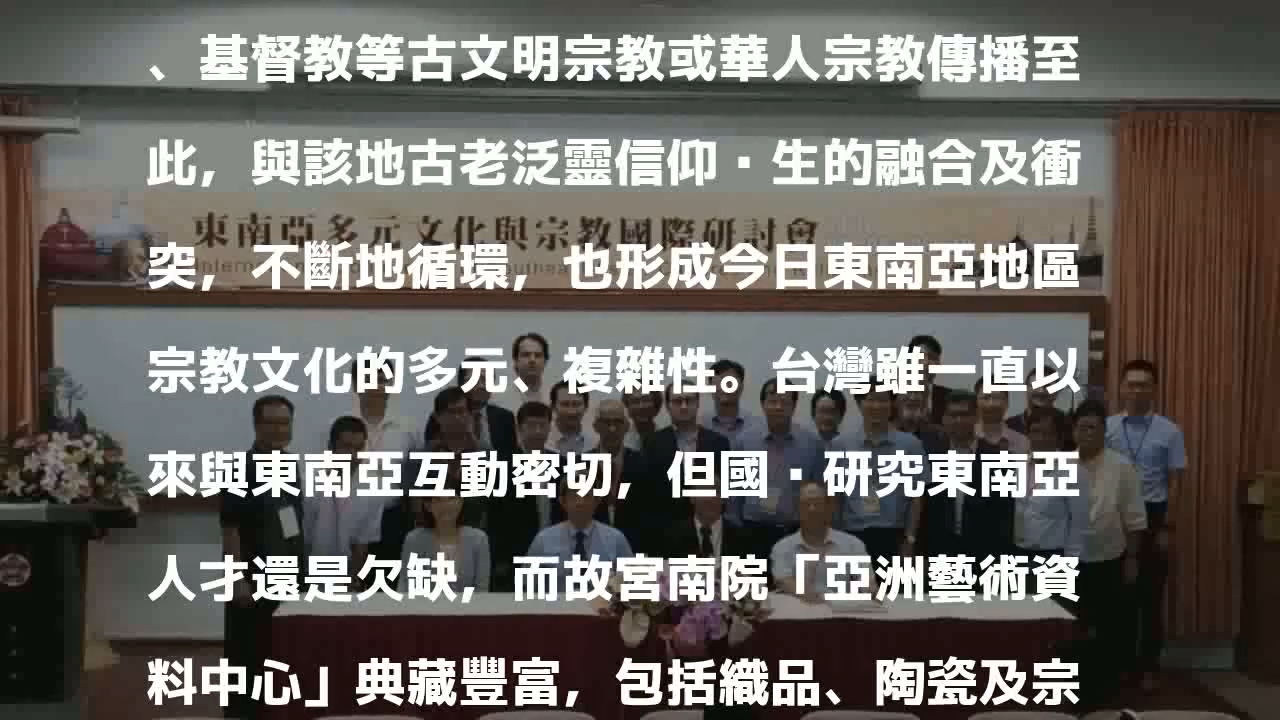 、基督教等古文明宗教或華人宗教傳播至
此，與該地古老泛靈信仰·生的融合及衝
東南亞多元文化與宗教國際研討會
突，不斷地循環，也形成今日東南亞地區
宗教文化的多元、複雜性。台灣雖一直以
來與東南亞互動密切，但國·研究東南亞
人才還是欠缺，而故宮南院「亞洲藝術資
料中心」典藏豐富，包括織品、陶瓷及宗